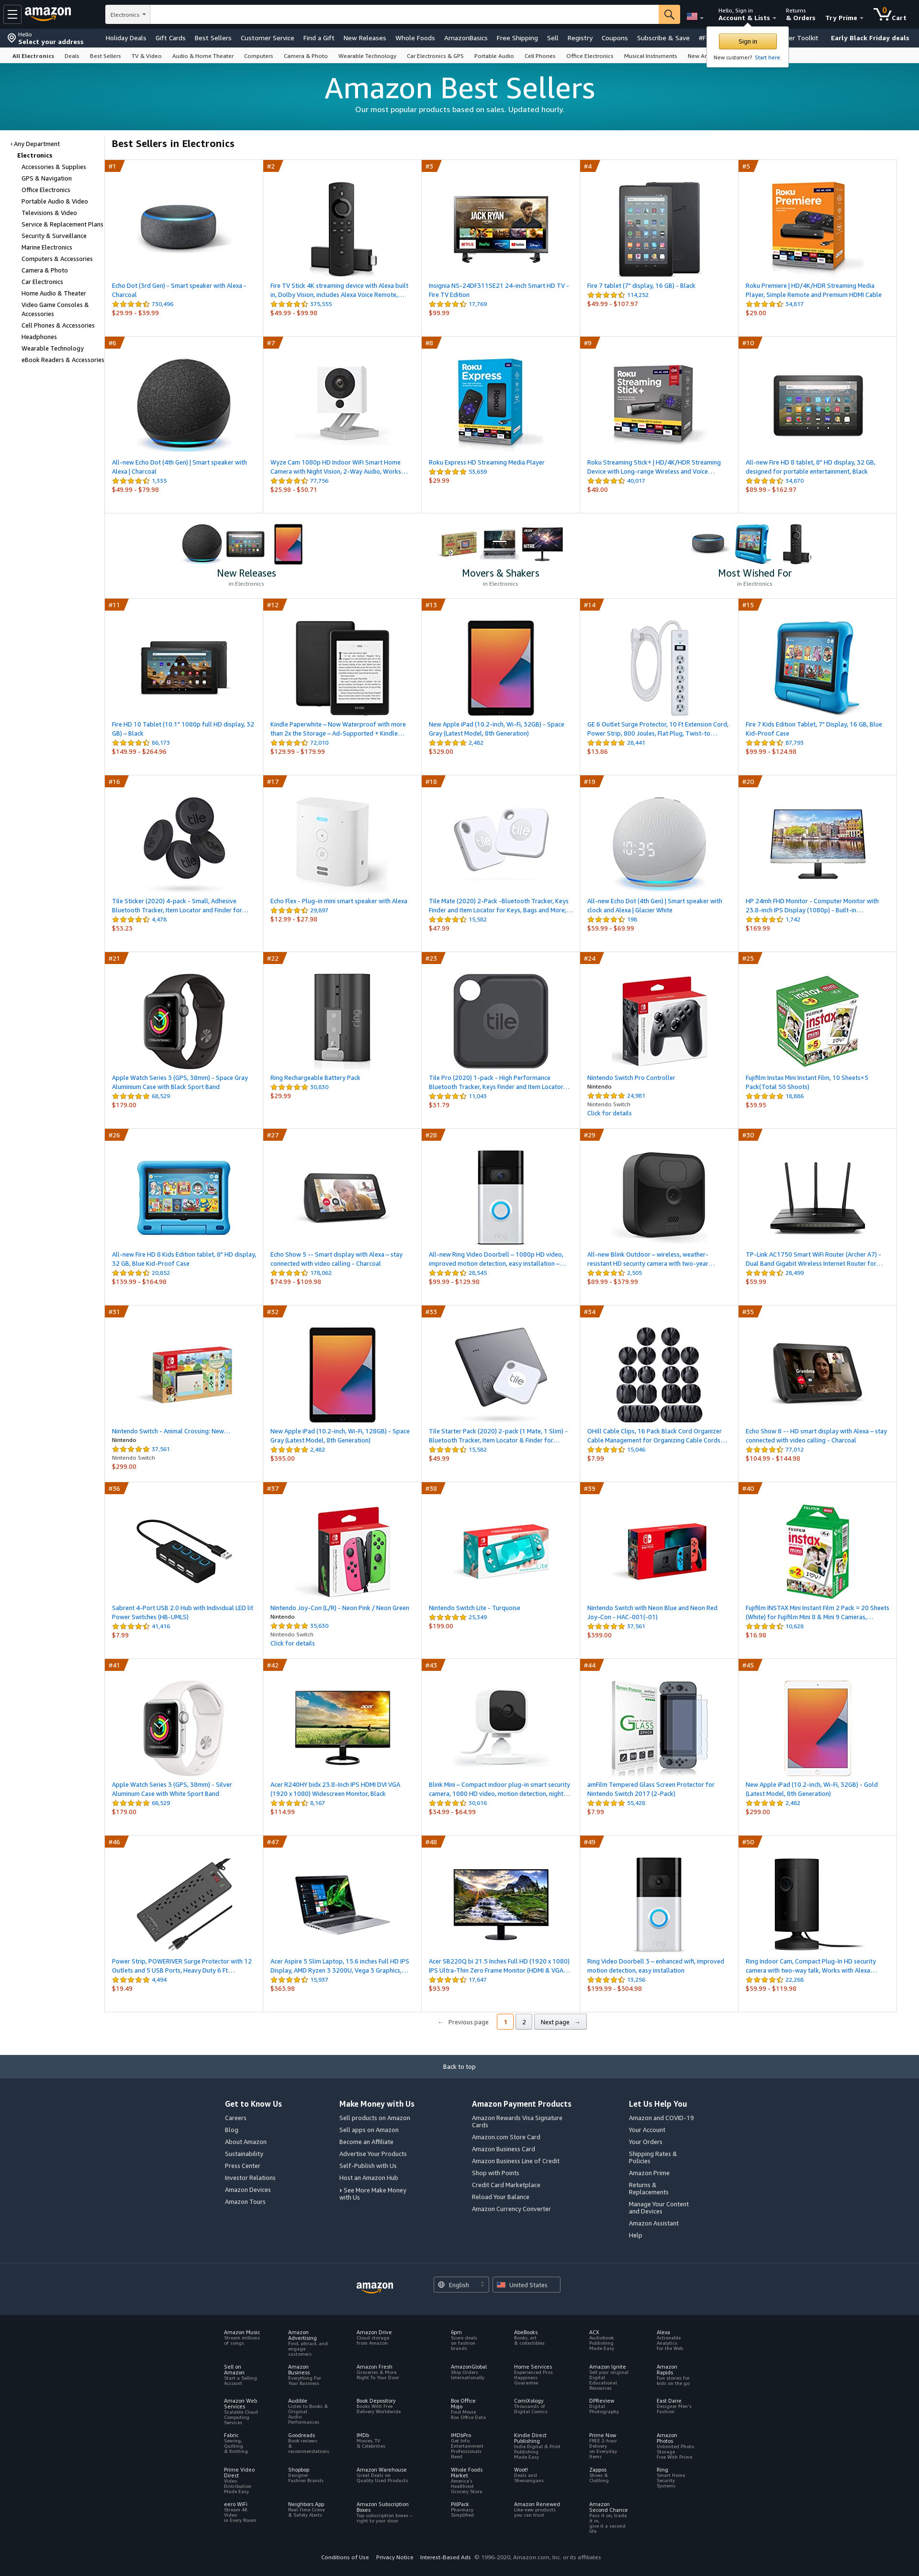 amazon
Electronics
Hello, Sign in
Account & Lists
Returns
& Orders
Try Prime
0
Cart
Hello
Select your address
Holiday Deals
Gift Cards
Best Sellers
Customer Service
Find a Gift
New Releases
Whole Foods
AmazonBasics
Free Shipping
Sell
Registry
Coupons
Subscribe & Save
Early Black Friday deals
Sign in
New customer? Start here.
All Electronics
Deals
Best Sellers
TV & Video
Audio & Home Theater
Computers
Camera & Photo
Wearable Technology
Car Electronics & GPS
Portable Audio
Cell Phones
Office Electronics
Musical Instruments
Amazon Best Sellers
Our most popular products based on sales. Updated hourly.
‹ Any Department
Electronics
Accessories & Supplies
GPS & Navigation
Office Electronics
Portable Audio & Video
Televisions & Video
Service & Replacement Plans
Security & Surveillance
Marine Electronics
Computers & Accessories
Camera & Photo
Car Electronics
Home Audio & Theater
Video Game Consoles &
Accessories
Cell Phones & Accessories
Headphones
Wearable Technology
eBook Readers & Accessories
Best Sellers in Electronics
#1
Echo Dot (3rd Gen) - Smart speaker with Alexa -
Charcoal
730,496
$29.99 - $39.99
#2
Fire TV Stick 4K streaming device with Alexa built
in, Dolby Vision, includes Alexa Voice Remote,…
375,555
$49.99 - $99.98
#3
Insignia NS-24DF311SE21 24-inch Smart HD TV -
Fire TV Edition
17,769
$99.99
#4
Fire 7 tablet (7" display, 16 GB) - Black
114,252
$49.99 - $107.97
#5
Roku Premiere | HD/4K/HDR Streaming Media
Player, Simple Remote and Premium HDMI Cable
34,817
$29.00
#6
All-new Echo Dot (4th Gen) | Smart speaker with
Alexa | Charcoal
1,335
$49.99 - $79.98
#7
Wyze Cam 1080p HD Indoor WiFi Smart Home
Camera with Night Vision, 2-Way Audio, Works…
77,756
$25.98 - $50.71
#8
Roku Express HD Streaming Media Player
53,659
$29.99
#9
Roku Streaming Stick+ | HD/4K/HDR Streaming
Device with Long-range Wireless and Voice…
40,017
$48.00
#10
All-new Fire HD 8 tablet, 8" HD display, 32 GB,
designed for portable entertainment, Black
34,870
$89.99 - $162.97
New Releases
in Electronics
Movers & Shakers
in Electronics
Most Wished For
in Electronics
#11
Fire HD 10 Tablet (10.1" 1080p full HD display, 32
GB) – Black
86,173
$149.99 - $264.96
#12
Kindle Paperwhite – Now Waterproof with more
than 2x the Storage – Ad-Supported + Kindle…
72,010
$129.99 - $179.99
#13
New Apple iPad (10.2-inch, Wi-Fi, 32GB) - Space
Gray (Latest Model, 8th Generation)
2,482
$329.00
#14
GE 6 Outlet Surge Protector, 10 Ft Extension Cord,
Power Strip, 800 Joules, Flat Plug, Twist-to…
28,441
$13.86
#15
Fire 7 Kids Edition Tablet, 7" Display, 16 GB, Blue
Kid-Proof Case
87,793
$99.99 - $124.98
#16
Tile Sticker (2020) 4-pack - Small, Adhesive
Bluetooth Tracker, Item Locator and Finder for…
4,478
$53.23
#17
Echo Flex - Plug-in mini smart speaker with Alexa
29,697
$12.99 - $27.98
#18
Tile Mate (2020) 2-Pack -Bluetooth Tracker, Keys
Finder and Item Locator for Keys, Bags and More;…
15,582
$47.99
#19
All-new Echo Dot (4th Gen) | Smart speaker with
clock and Alexa | Glacier White
198
$59.99 - $69.99
#20
HP 24mh FHD Monitor - Computer Monitor with
23.8-inch IPS Display (1080p) - Built-in…
1,742
$169.99
#21
Apple Watch Series 3 (GPS, 38mm) - Space Gray
Aluminium Case with Black Sport Band
68,529
$179.00
#22
Ring Rechargeable Battery Pack
30,830
$29.99
#23
Tile Pro (2020) 1-pack - High Performance
Bluetooth Tracker, Keys Finder and Item Locator…
11,043
$31.79
#24
Nintendo Switch Pro Controller
Nintendo
24,981
Nintendo Switch
Click for details
#25
Fujifilm Instax Mini Instant Film, 10 Sheets×5
Pack(Total 50 Shoots)
18,886
$39.95
#26
All-new Fire HD 8 Kids Edition tablet, 8" HD display,
32 GB, Blue Kid-Proof Case
20,852
$139.99 - $164.98
#27
Echo Show 5 -- Smart display with Alexa – stay
connected with video calling - Charcoal
178,062
$74.99 - $109.98
#28
All-new Ring Video Doorbell – 1080p HD video,
improved motion detection, easy installation –…
28,545
$99.99 - $129.98
#29
All-new Blink Outdoor – wireless, weather-
resistant HD security camera with two-year…
2,505
$89.99 - $379.99
#30
TP-Link AC1750 Smart WiFi Router (Archer A7) -
Dual Band Gigabit Wireless Internet Router for…
28,499
$59.99
#31
Nintendo Switch - Animal Crossing: New…
Nintendo
37,561
Nintendo Switch
$299.00
#32
New Apple iPad (10.2-inch, Wi-Fi, 128GB) - Space
Gray (Latest Model, 8th Generation)
2,482
$395.00
#33
Tile Starter Pack (2020) 2-pack (1 Mate, 1 Slim) -
Bluetooth Tracker, Item Locator & Finder for…
15,582
$49.99
#34
OHill Cable Clips, 16 Pack Black Cord Organizer
Cable Management for Organizing Cable Cords…
15,046
$7.99
#35
Echo Show 8 -- HD smart display with Alexa – stay
connected with video calling - Charcoal
77,012
$104.99 - $144.98
#36
Sabrent 4-Port USB 2.0 Hub with Individual LED lit
Power Switches (HB-UMLS)
41,416
$7.99
#37
Nintendo Joy-Con (L/R) - Neon Pink / Neon Green
Nintendo
35,630
Nintendo Switch
Click for details
#38
Nintendo Switch Lite - Turquoise
25,349
$199.00
#39
Nintendo Switch with Neon Blue and Neon Red
Joy-Con - HAC-001(-01)
37,561
$399.00
#40
Fujifilm INSTAX Mini Instant Film 2 Pack = 20 Sheets
(White) for Fujifilm Mini 8 & Mini 9 Cameras,…
10,628
$16.98
#41
Apple Watch Series 3 (GPS, 38mm) - Silver
Aluminum Case with White Sport Band
68,529
$179.00
#42
Acer R240HY bidx 23.8-Inch IPS HDMI DVI VGA
(1920 x 1080) Widescreen Monitor, Black
8,167
$114.99
#43
Blink Mini – Compact indoor plug-in smart security
camera, 1080 HD video, motion detection, night…
30,616
$34.99 - $64.99
#44
amFilm Tempered Glass Screen Protector for
Nintendo Switch 2017 (2-Pack)
55,428
$7.99
#45
New Apple iPad (10.2-inch, Wi-Fi, 32GB) - Gold
(Latest Model, 8th Generation)
2,482
$299.00
#46
Power Strip, POWERIVER Surge Protector with 12
Outlets and 5 USB Ports, Heavy Duty 6 Ft…
4,494
$19.49
#47
Acer Aspire 5 Slim Laptop, 15.6 inches Full HD IPS
Display, AMD Ryzen 3 3200U, Vega 3 Graphics,…
15,937
$363.98
#48
Acer SB220Q bi 21.5 Inches Full HD (1920 x 1080)
IPS Ultra-Thin Zero Frame Monitor (HDMI & VGA…
17,647
$93.99
#49
Ring Video Doorbell 3 – enhanced wifi, improved
motion detection, easy installation
13,256
$199.99 - $304.98
#50
Ring Indoor Cam, Compact Plug-In HD security
camera with two-way talk, Works with Alexa…
22,268
$59.99 - $119.98
← Previous page
1
2
Next page →
Back to top
Get to Know Us
Careers
Blog
About Amazon
Sustainability
Press Center
Investor Relations
Amazon Devices
Amazon Tours
Make Money with Us
Sell products on Amazon
Sell apps on Amazon
Become an Affiliate
Advertise Your Products
Self-Publish with Us
Host an Amazon Hub
› See More Make Money
with Us
Amazon Payment Products
Amazon Rewards Visa Signature
Cards
Amazon.com Store Card
Amazon Business Card
Amazon Business Line of Credit
Shop with Points
Credit Card Marketplace
Reload Your Balance
Amazon Currency Converter
Let Us Help You
Amazon and COVID-19
Your Account
Your Orders
Shipping Rates &
Policies
Amazon Prime
Returns &
Replacements
Manage Your Content
and Devices
Amazon Assistant
Help
amazon
English
United States
Amazon Music
Stream millions
of songs
Amazon
Advertising
Find, attract, and
engage
customers
Amazon Drive
Cloud storage
from Amazon
6pm
Score deals
on fashion
brands
AbeBooks
Books, art
& collectibles
ACX
Audiobook
Publishing
Made Easy
Alexa
Actionable
Analytics
for the Web
Sell on
Amazon
Start a Selling
Account
Amazon
Business
Everything For
Your Business
Amazon Fresh
Groceries & More
Right To Your Door
AmazonGlobal
Ship Orders
Internationally
Home Services
Experienced Pros
Happiness
Guarantee
Amazon Ignite
Sell your original
Digital
Educational
Resources
Amazon
Rapids
Fun stories for
kids on the go
Amazon Web
Services
Scalable Cloud
Computing
Services
Audible
Listen to Books &
Original
Audio
Performances
Book Depository
Books With Free
Delivery Worldwide
Box Office
Mojo
Find Movie
Box Office Data
ComiXology
Thousands of
Digital Comics
DPReview
Digital
Photography
East Dane
Designer Men's
Fashion
Fabric
Sewing,
Quilting
& Knitting
Goodreads
Book reviews
&
recommendations
IMDb
Movies, TV
& Celebrities
IMDbPro
Get Info
Entertainment
Professionals
Need
Kindle Direct
Publishing
Indie Digital & Print
Publishing
Made Easy
Prime Now
FREE 2-hour
Delivery
on Everyday
Items
Amazon
Photos
Unlimited Photo
Storage
Free With Prime
Prime Video
Direct
Video
Distribution
Made Easy
Shopbop
Designer
Fashion Brands
Amazon Warehouse
Great Deals on
Quality Used Products
Whole Foods
Market
America's
Healthiest
Grocery Store
Woot!
Deals and
Shenanigans
Zappos
Shoes &
Clothing
Ring
Smart Home
Security
Systems
eero WiFi
Stream 4K
Video
in Every Room
Neighbors App
Real-Time Crime
& Safety Alerts
Amazon Subscription
Boxes
Top subscription boxes –
right to your door
PillPack
Pharmacy
Simplified
Amazon Renewed
Like-new products
you can trust
Amazon
Second Chance
Pass it on, trade
it in,
give it a second
life
Conditions of Use
Privacy Notice
Interest-Based Ads
© 1996-2020, Amazon.com, Inc. or its affiliates